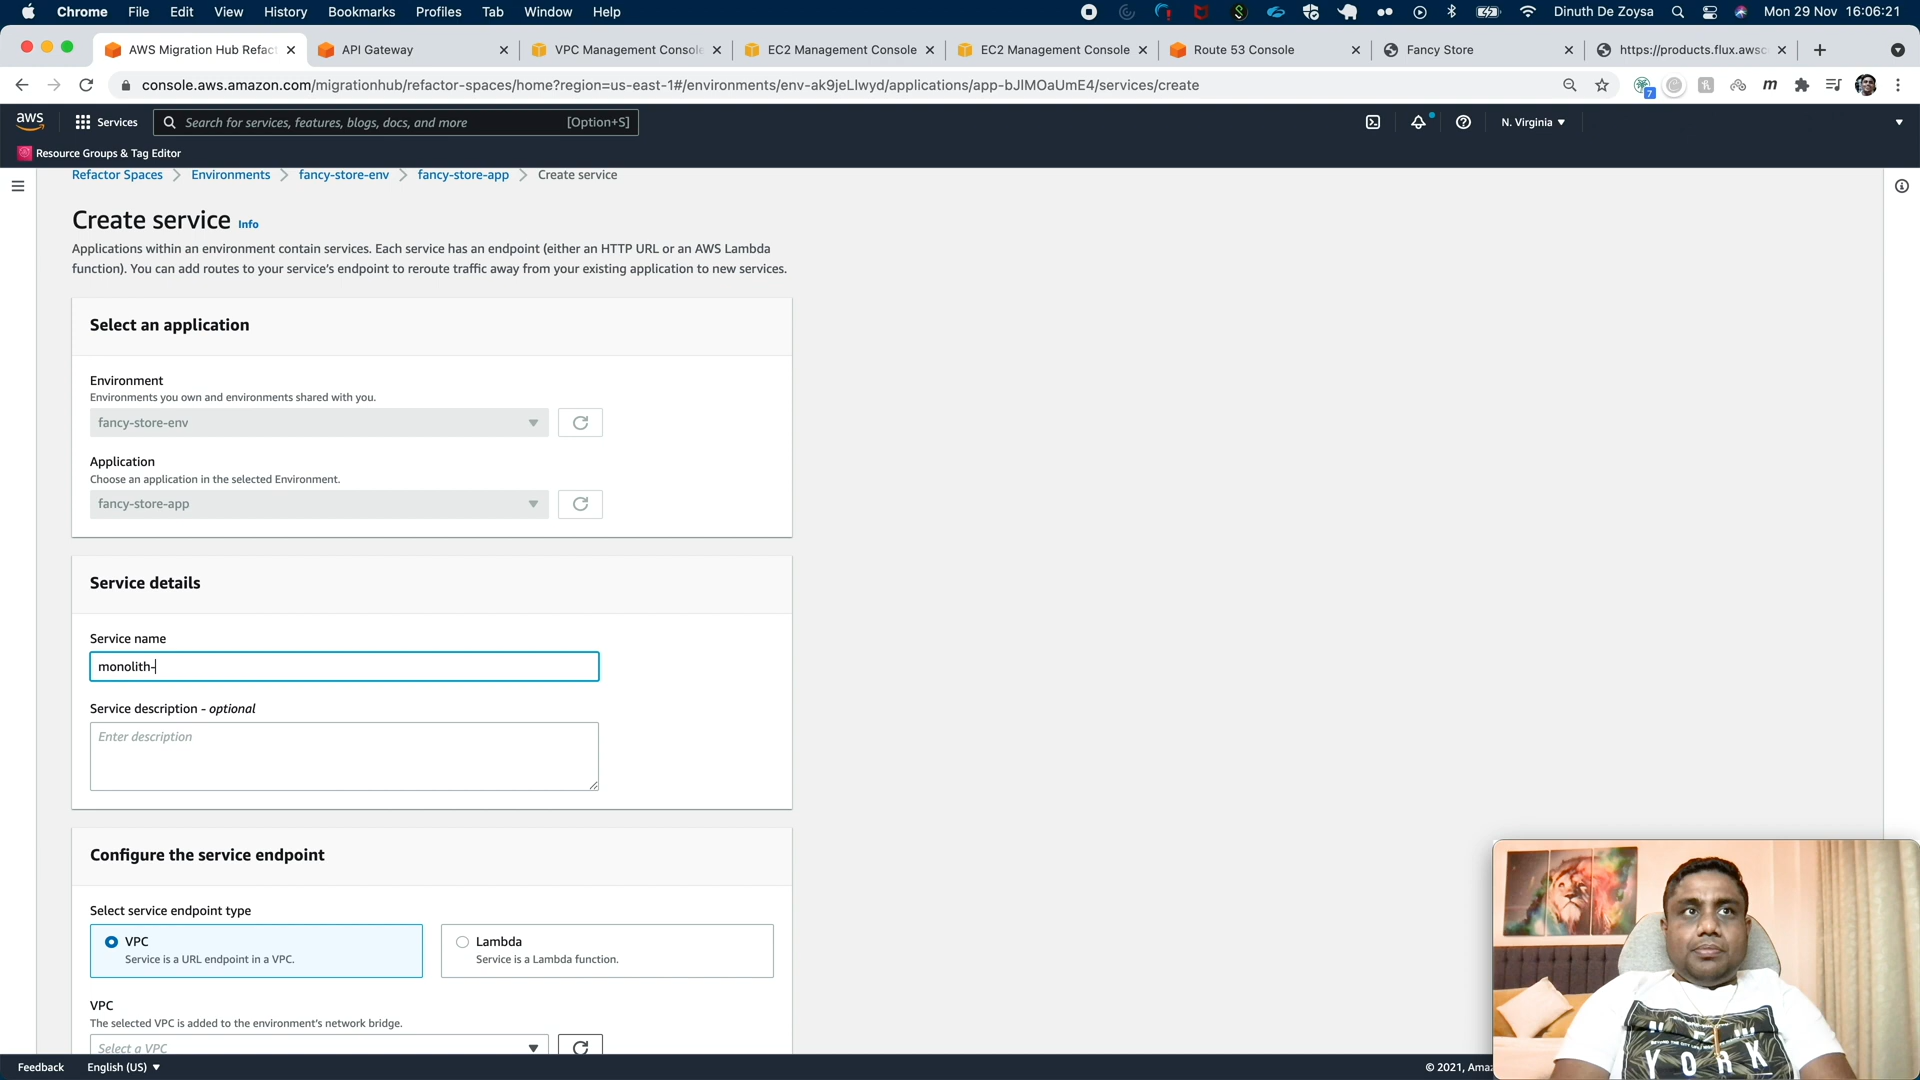 Chrome File Edit View History Bookmarks Profiles Tab Window Help Dinuth De Zoysa Mon 29 Nov 16:06:21
AWS Migration Hub Refac API Gateway VPC Management Console EC2 Management Console EC2 Management Console Route 53 Console Fancy Store https://products.flux.awsc
console.aws.amazon.com/migrationhub/refactor-spaces/home?region=us-east-1#/environments/env-ak9jeLlwyd/applications/app-bJlMOaUmE4/services/create 7 m
aws Services Search for services, features, blogs, docs, and more [Option+S] N. Virginia
Resource Groups & Tag Editor
Refactor Spaces Environments fancy-store-env fancy-store-app Create service
Create service Info
Applications within an environment contain services. Each service has an endpoint (either an HTTP URL or an AWS Lambda
function). You can add routes to your service's endpoint to reroute traffic away from your existing application to new services.
Select an application
Environment
Environments you own and environments shared with you.
fancy-store-env
Application
Choose an application in the selected Environment.
fancy-store-app
Service details
Service name
monolith-
Service description - optional
Enter description
Configure the service endpoint
Select service endpoint type
VPC
Service is a URL endpoint in a VPC.
Lambda
Service is a Lambda function.
VPC
The selected VPC is added to the environment's network bridge.
Select a VPC
Feedback English (US) © 2021, Ama
NEW
YORK